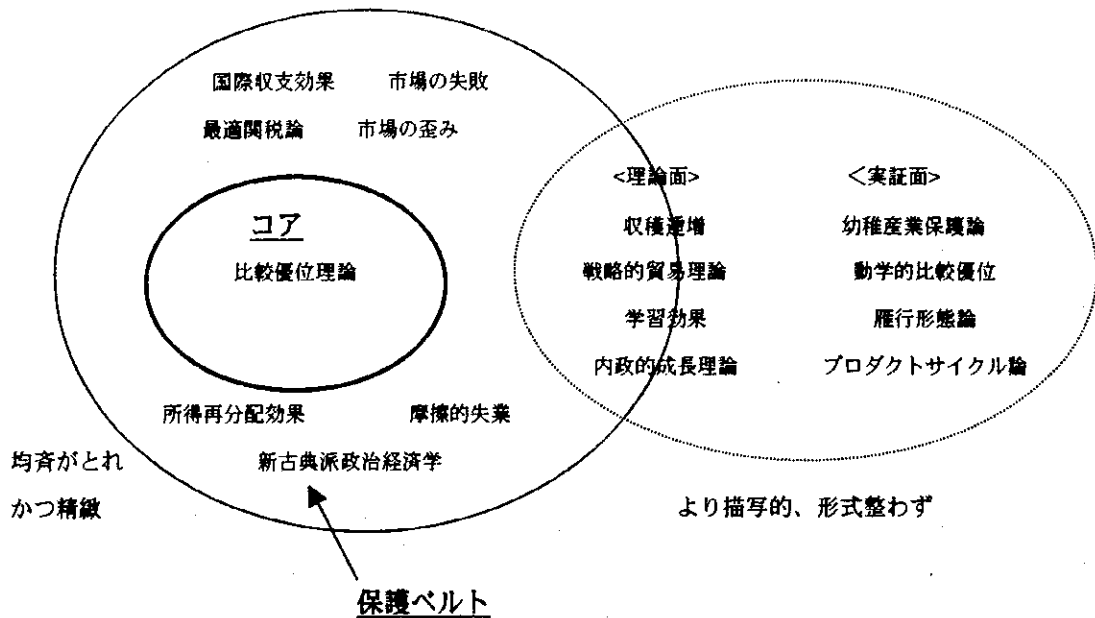 国際収支効果 市場の失敗
最適関税論 市場の歪み
コア
比較優位理論
所得再分配効果 摩擦的失業
新古典派政治経済学
均斉がとれ
かつ精緻
保護ベルト
<理論面> <実証面>
収穫逓増 幼稚産業保護論
戦略的貿易理論 動学的比較優位
学習効果 雁行形態論
内政的成長理論 プロダクトサイクル論
より描写的、形式整わず